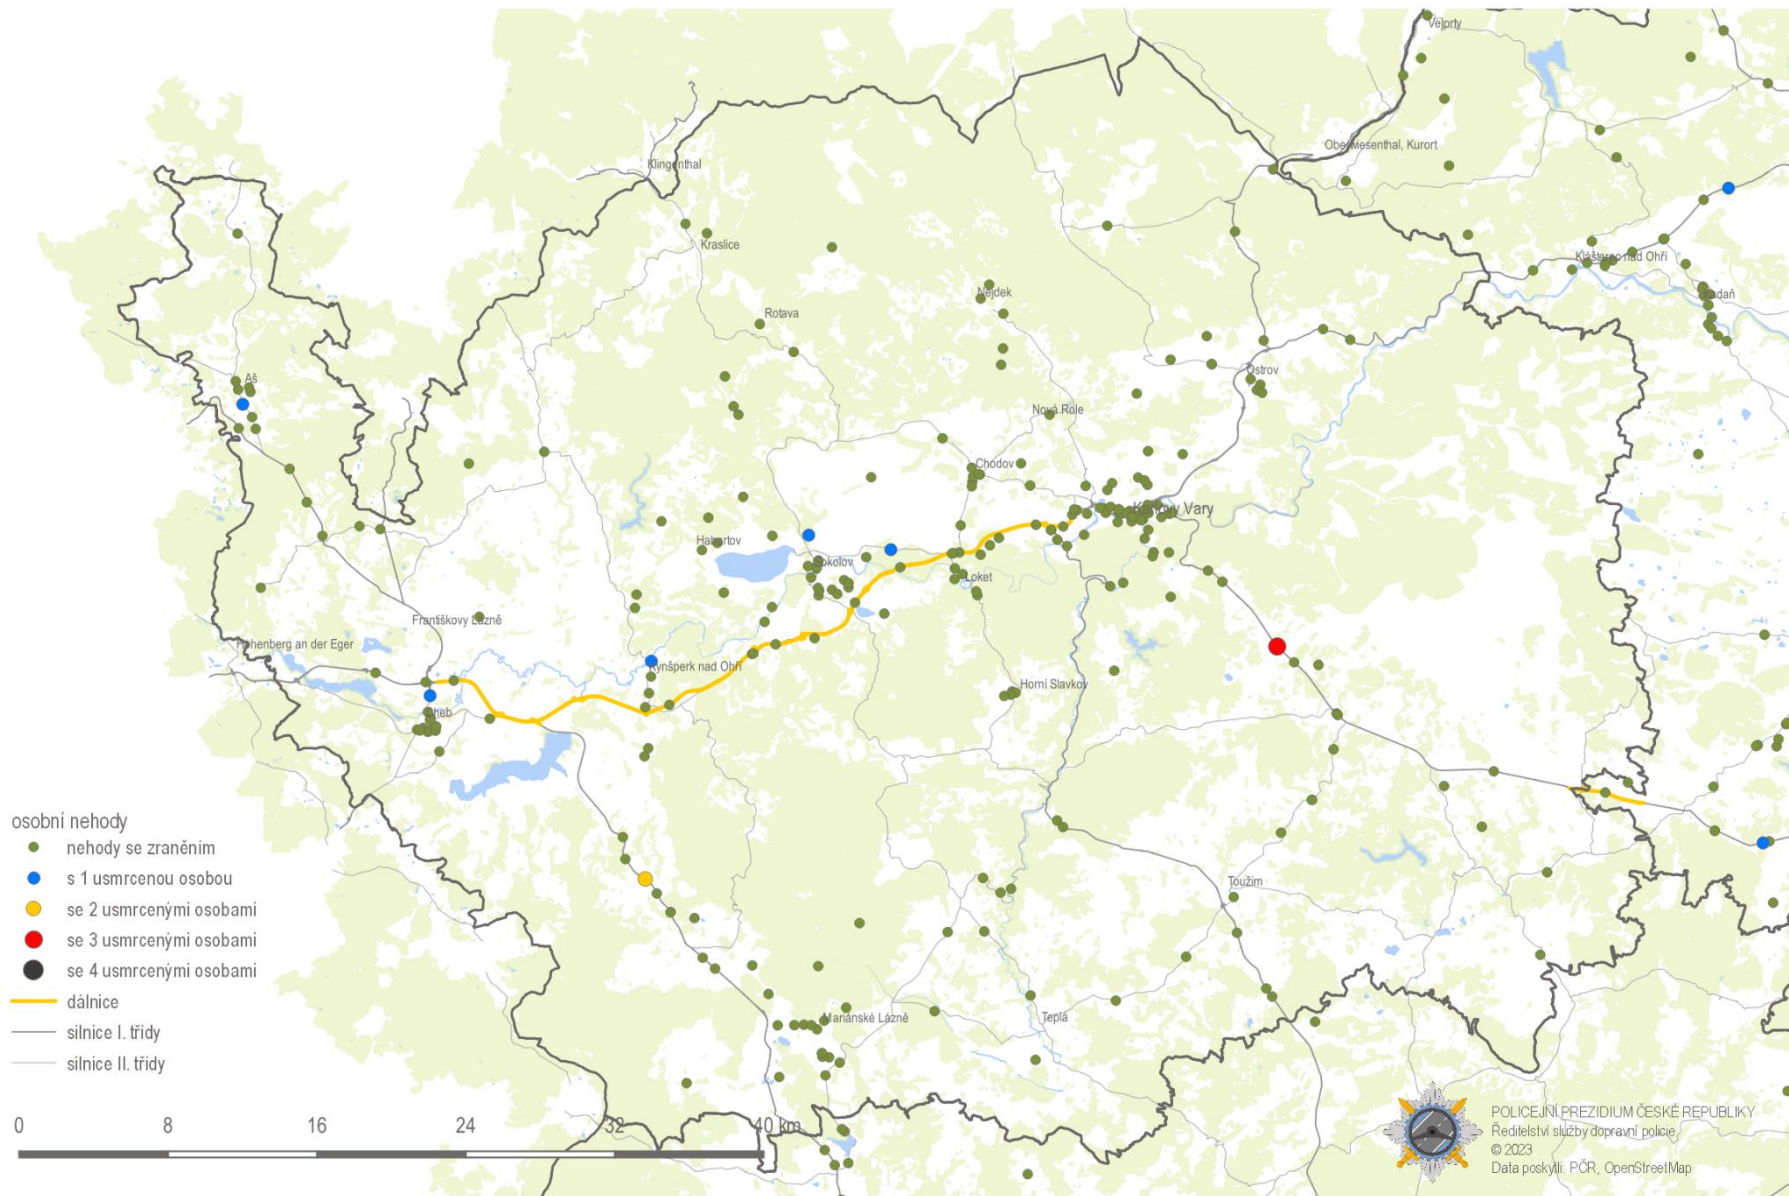 Vejprty
Oberwiesenthal, Kurort
Klingenthal
Kraslice
Klášterec nad Ohří
Kadaň
Nejdek
Rotava
Ostrov
Aš
Nová Role
Chodov
Karlovy Vary
Habartov
Sokolov
Loket
Františkovy Lázně
Hohenberg an der Eger
Kynšperk nad Ohří
Horní Slavkov
Cheb
Toužim
Mariánské Lázně
Teplá
osobní nehody
nehody se zraněním
s 1 usmrcenou osobou
se 2 usmrcenými osobami
se 3 usmrcenými osobami
se 4 usmrcenými osobami
dálnice
silnice I. třídy
silnice II. třídy
0 8 16 24 32 40 km
POLICEJNÍ PREZIDIUM ČESKÉ REPUBLIKY
Ředitelství služby dopravní policie
© 2023
Data poskytli: PČR, OpenStreetMap